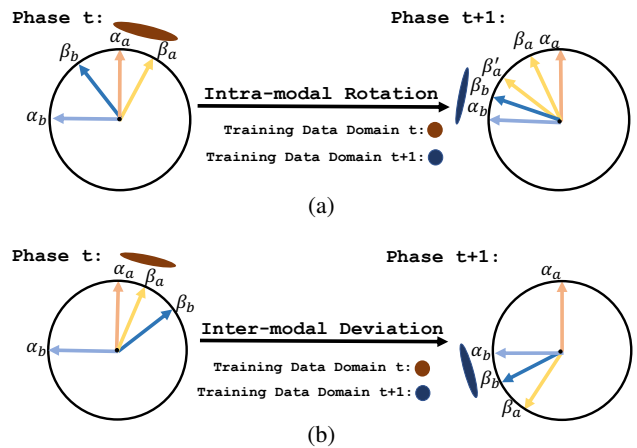 Phase t:
Phase t+1:
α_a
β_a
β_b
α_b
β_a α_a
β'_a
β_b
α_b
Intra-modal Rotation
Training Data Domain t:
Training Data Domain t+1:
(a)
Phase t:
Phase t+1:
α_a
β_a
β_b
α_b
α_a
α_b
β_b
β_a
Inter-modal Deviation
Training Data Domain t:
Training Data Domain t+1:
(b)